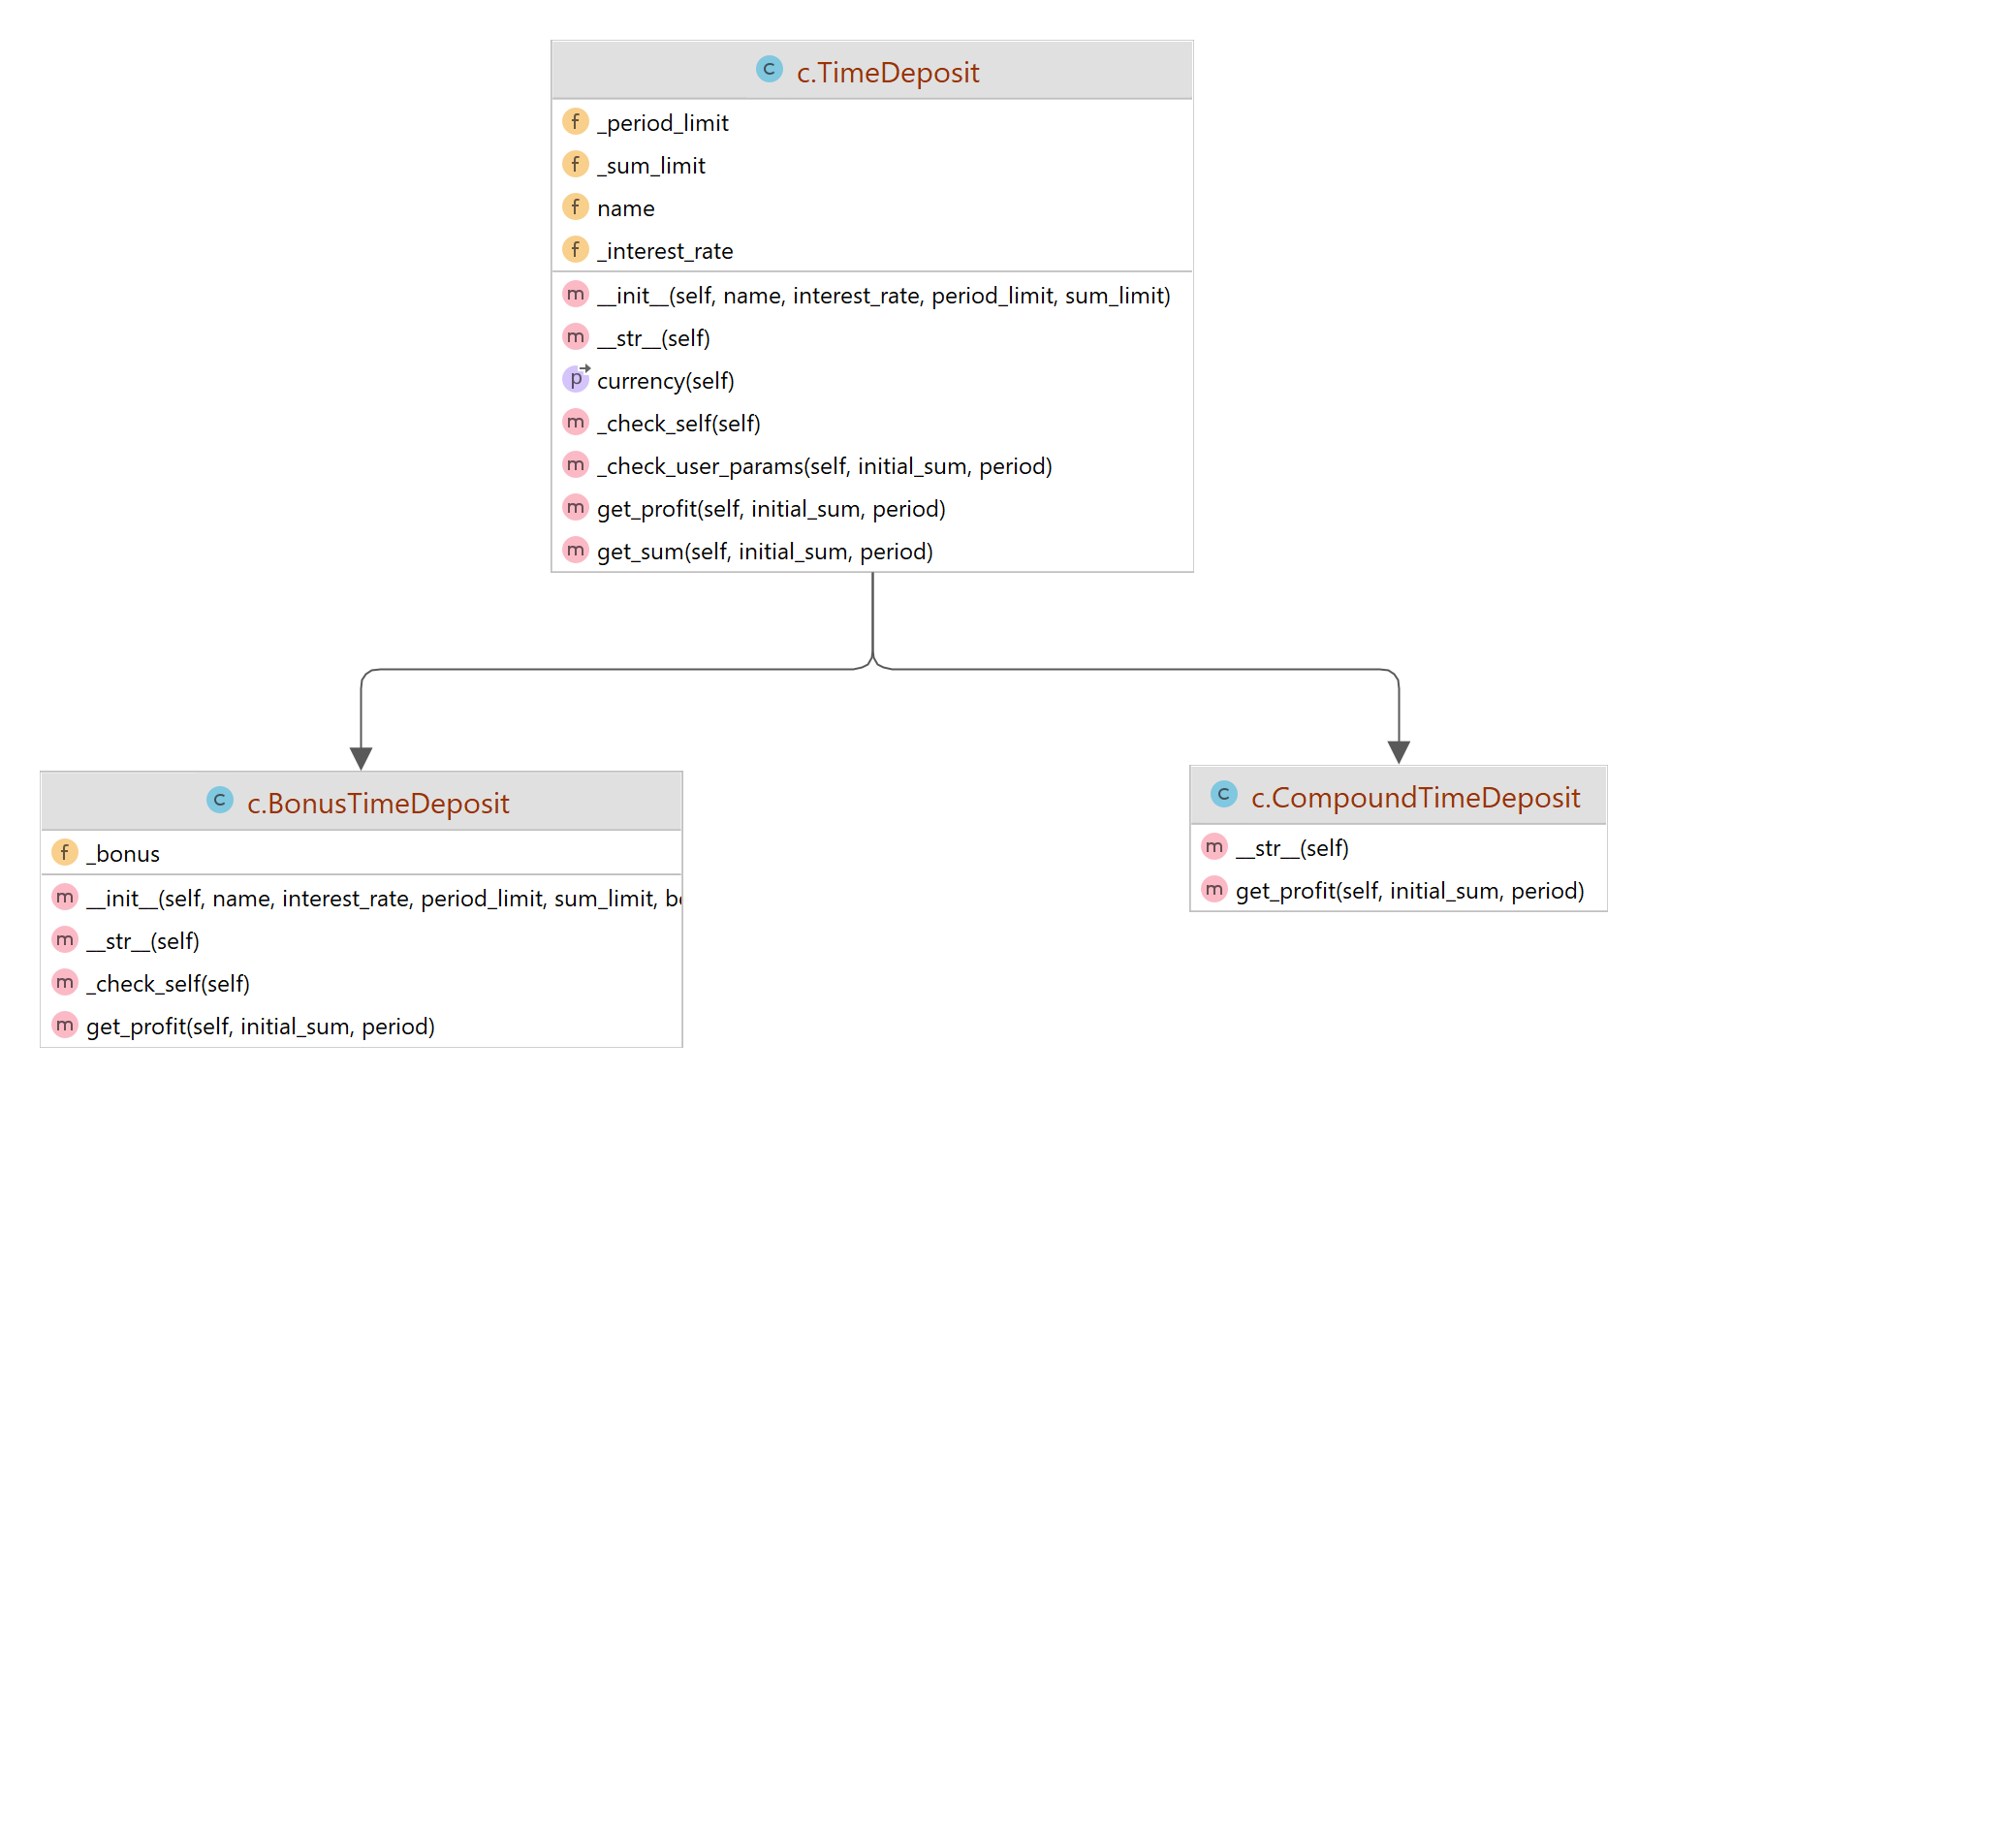 c.TimeDeposit
_period_limit
_sum_limit
name
_interest_rate
__init__(self, name, interest_rate, period_limit, sum_limit)
__str__(self)
currency(self)
_check_self(self)
_check_user_params(self, initial_sum, period)
get_profit(self, initial_sum, period)
get_sum(self, initial_sum, period)
c.BonusTimeDeposit
_bonus
__init__(self, name, interest_rate, period_limit, sum_limit,
__str__(self)
_check_self(self)
get_profit(self, initial_sum, period)
c.CompoundTimeDeposit
__str__(self)
get_profit(self, initial_sum, period)